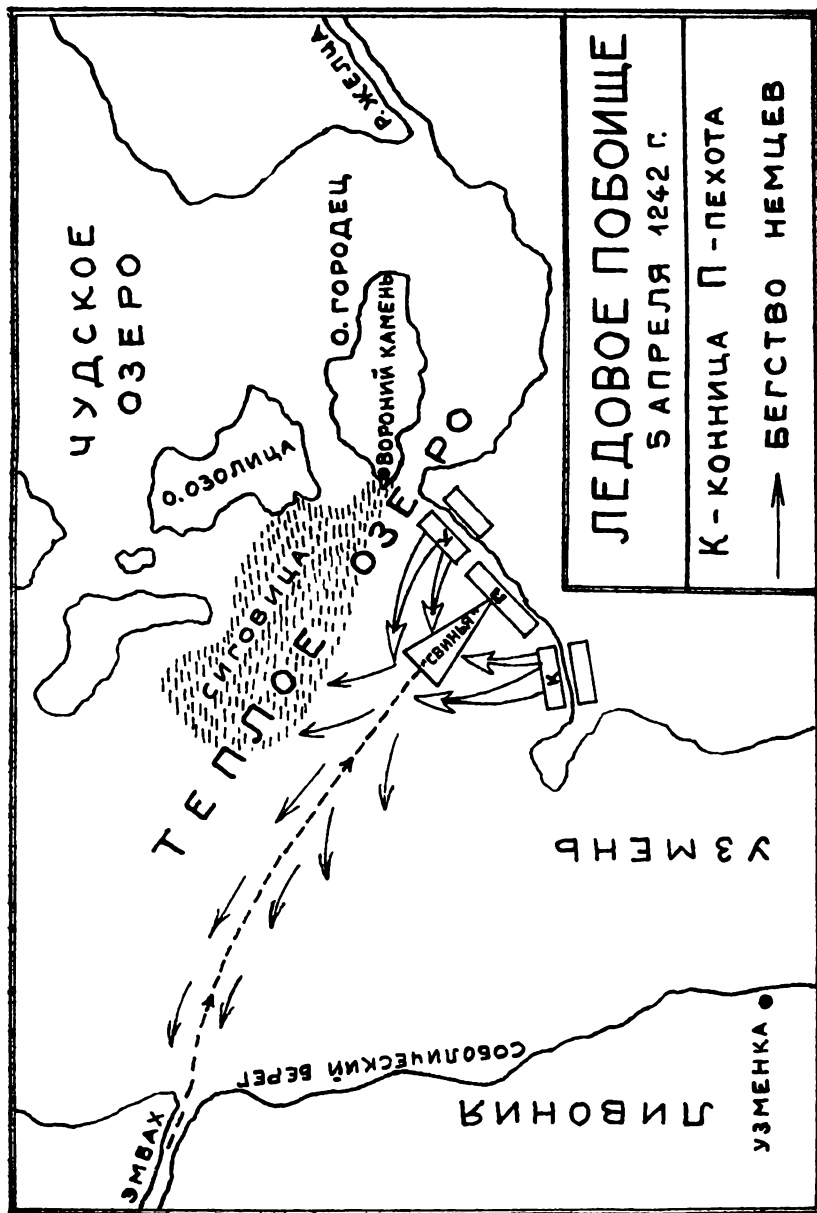 ЛЕДОВОЕ ПОБОИЩЕ
5 АПРЕЛЯ 1242 Г.
К-КОННИЦА П-ПЕХОТА
БЕГСТВО НЕМЦЕВ
ЧУДСКОЕ
ОЗЕРО
Р. ЖЕЛЧА
О. ГОРОДЕЦ
ВОРОНИЙ КАМЕНЬ
О. ОЗОЛИЦА
СИГОВИЦА
ТЕПЛОЕ ОЗЕРО
"СВИНЬЯ"
К
П
К
УЗМЕНЬ
СОБОЛИЧЕСКИЙ БЕРЕГ
ЛИВОНИЯ
УЗМЕНКА
ЭМБАХ